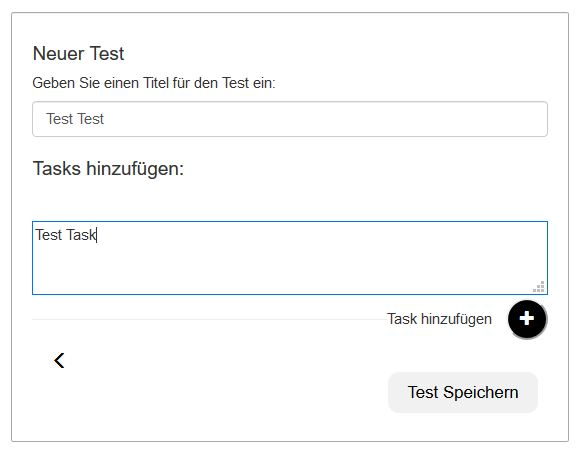 Neuer Test
Geben Sie einen Titel für den Test ein:
Test Test
Tasks hinzufügen:
Test Task
Task hinzufügen
Test Speichern